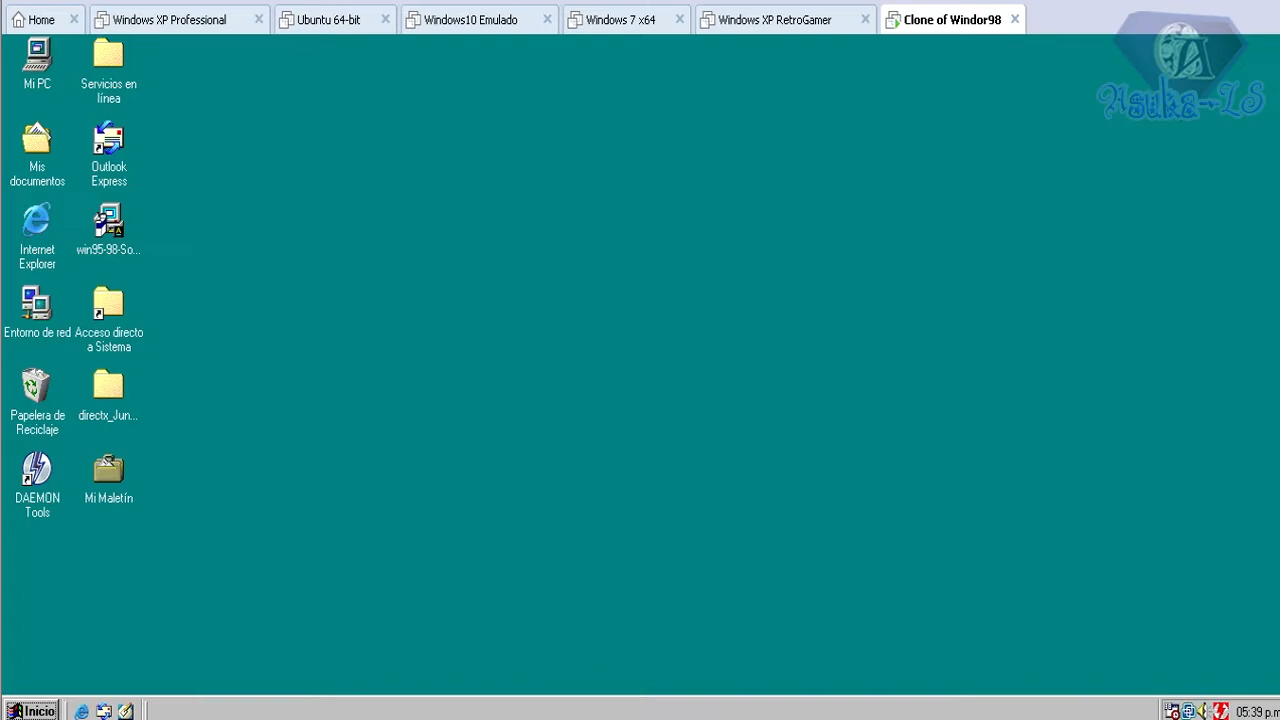 Home
Windows XP Professional
Ubuntu 64-bit
Windows10 Emulado
Windows 7 x64
Windows XP RetroGamer
Clone of Windor98
Asuka-LS
Mi PC
Servicios en
línea
Mis
documentos
Outlook
Express
Internet
Explorer
win95-98-So...
Entorno de red
Acceso directo
a Sistema
Papelera de
Reciclaje
directx_Jun...
DAEMON
Tools
Mi Maletín
Inicio
05:39 p.m